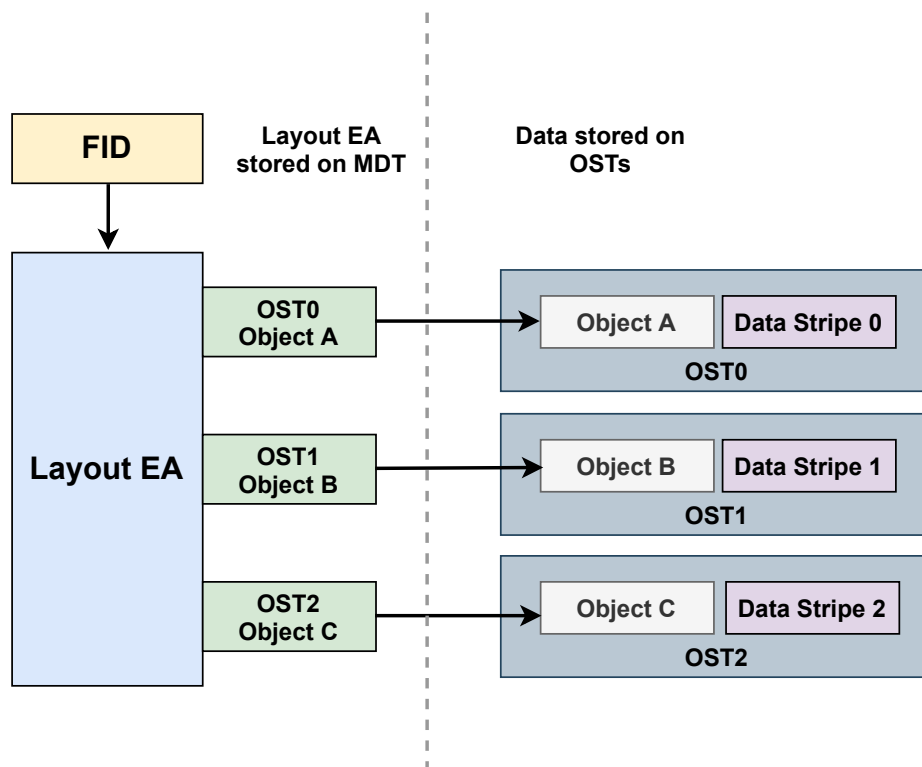 FID
Layout EA
stored on MDT
Data stored on
OSTs
Layout EA
OST0
Object A
Object A
Data Stripe 0
OST0
OST1
Object B
Object B
Data Stripe 1
OST1
OST2
Object C
Object C
Data Stripe 2
OST2